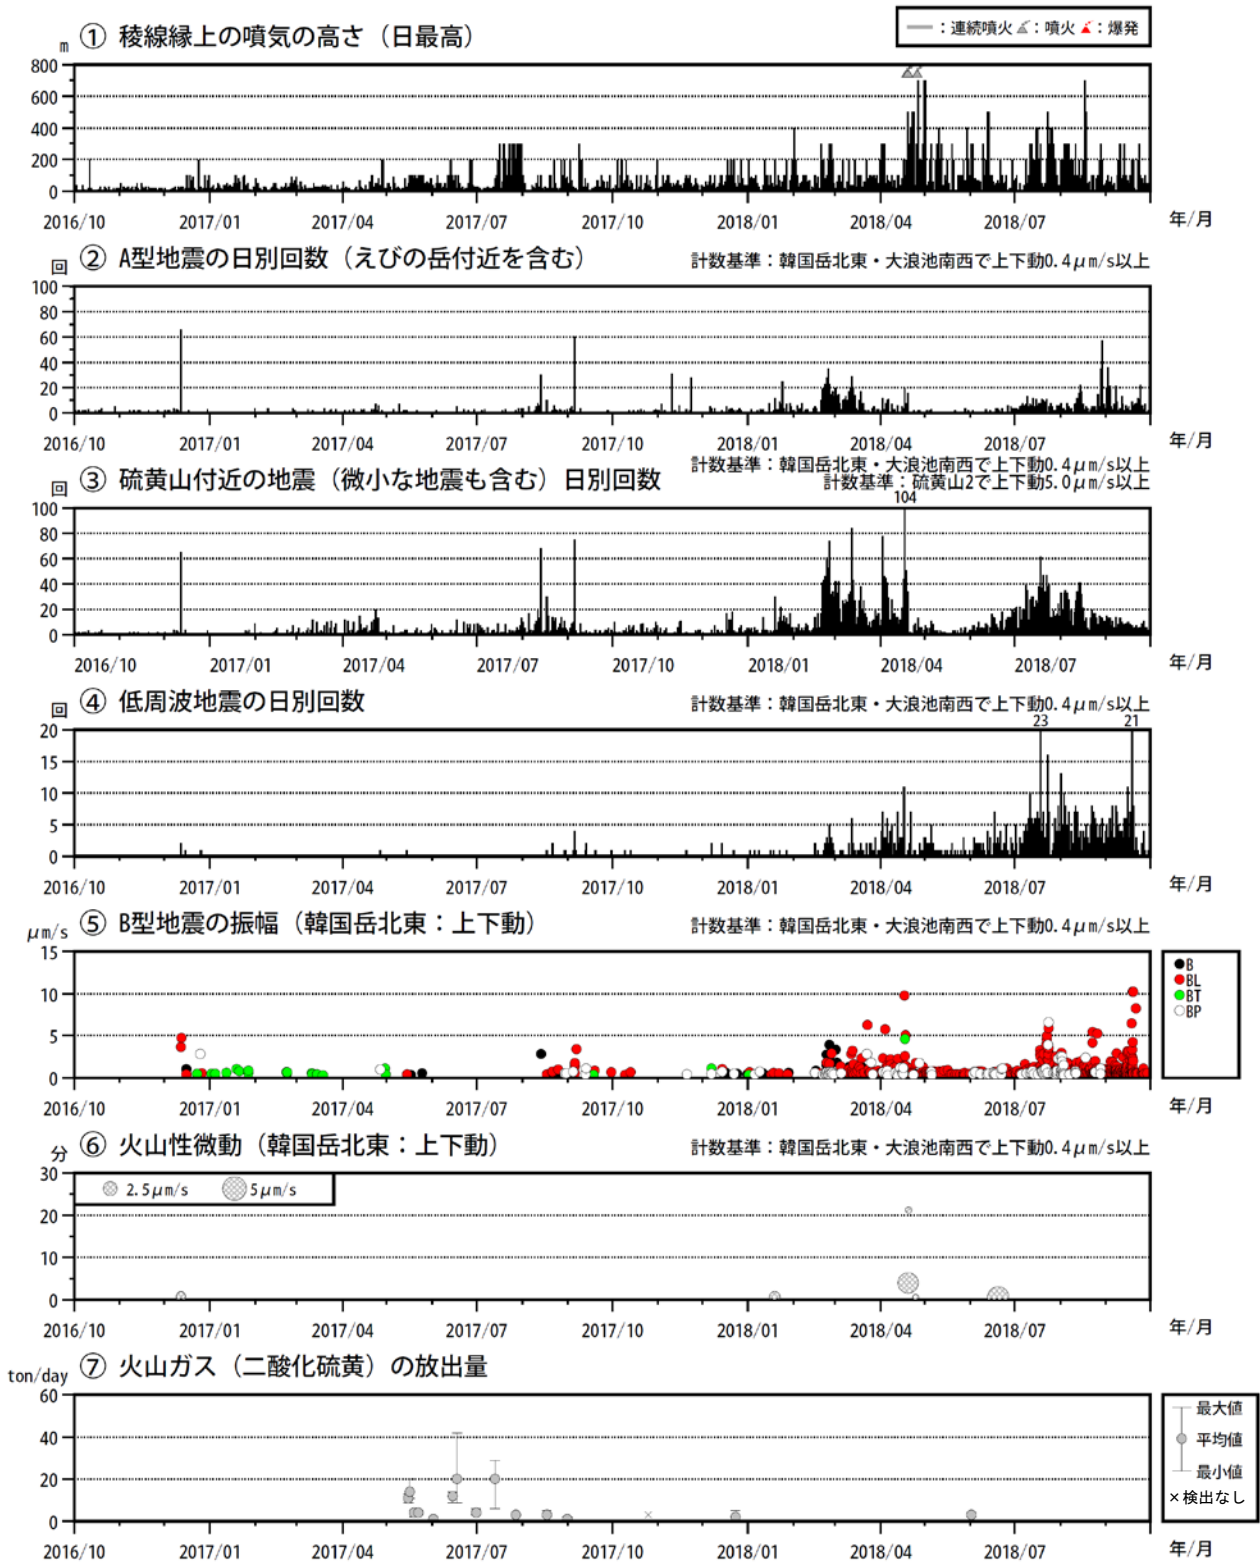 m ① 稜線縁上の噴気の高さ（日最高）
━：連続噴火 ：噴火 ：爆発
800
600
400
200
0
2016/10 2017/01 2017/04 2017/07 2017/10 2018/01 2018/04 2018/07 年/月
回 ② A型地震の日別回数（えびの岳付近を含む） 計数基準：韓国岳北東・大浪池南西で上下動0.4μm/s以上
100
80
60
40
20
0
2016/10 2017/01 2017/04 2017/07 2017/10 2018/01 2018/04 2018/07 年/月
計数基準：韓国岳北東・大浪池南西で上下動0.4μm/s以上
回 ③ 硫黄山付近の地震（微小な地震も含む）日別回数 計数基準：硫黄山2で上下動5.0μm/s以上
104
100
80
60
40
20
0
2016/10 2017/01 2017/04 2017/07 2017/10 2018/01 2018/04 2018/07 年/月
回 ④ 低周波地震の日別回数 計数基準：韓国岳北東・大浪池南西で上下動0.4μm/s以上
23 21
20
15
10
5
0
2016/10 2017/01 2017/04 2017/07 2017/10 2018/01 2018/04 2018/07 年/月
μm/s ⑤ B型地震の振幅（韓国岳北東：上下動） 計数基準：韓国岳北東・大浪池南西で上下動0.4μm/s以上
15
10
5
0
B
BL
BT
BP
2016/10 2017/01 2017/04 2017/07 2017/10 2018/01 2018/04 2018/07 年/月
分 ⑥ 火山性微動（韓国岳北東：上下動） 計数基準：韓国岳北東・大浪池南西で上下動0.4μm/s以上
30
2.5μm/s 5μm/s
20
10
0
2016/10 2017/01 2017/04 2017/07 2017/10 2018/01 2018/04 2018/07 年/月
ton/day ⑦ 火山ガス（二酸化硫黄）の放出量
60
40
20
0
最大値
平均値
最小値
×検出なし
2016/10 2017/01 2017/04 2017/07 2017/10 2018/01 2018/04 2018/07 年/月